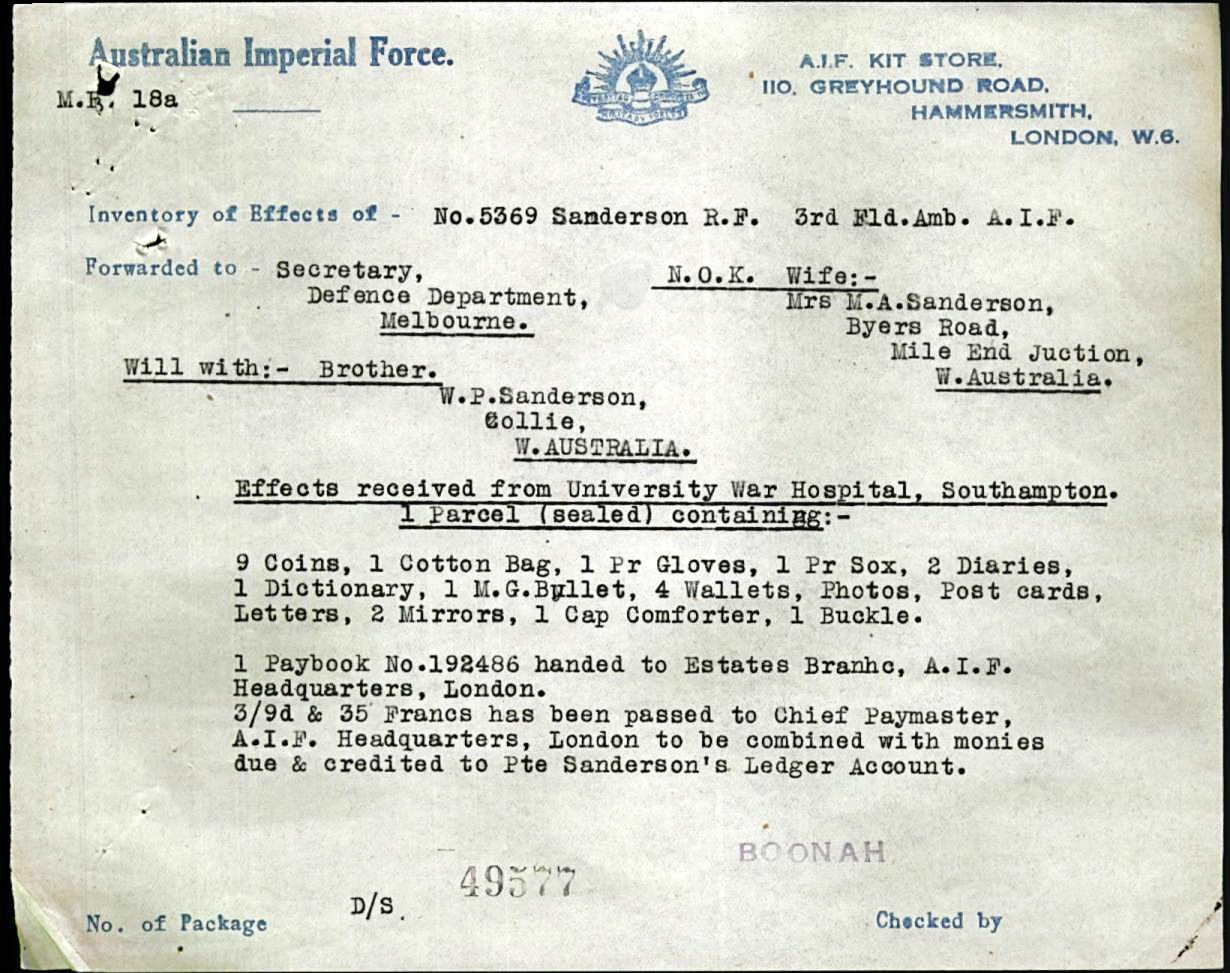 Australian Imperial Force.
M.E. 18a
AUSTRALIAN COMMONWEALTH
MILITARY FORCES
A.I.F. KIT STORE,
110, GREYHOUND ROAD,
HAMMERSMITH,
LONDON, W.6.
Inventory of Effects of - No.5369 Sanderson R.F. 3rd Fld.Amb. A.I.F.
Forwarded to - Secretary,
Defence Department,
Melbourne.
N.O.K. Wife:-
Mrs M.A.Sanderson,
Byers Road,
Mile End Juction,
W.Australia.
Will with:- Brother.
W.P.Sanderson,
Collie,
W.AUSTRALIA.
Effects received from University War Hospital, Southampton.
1 Parcel (sealed) containing:-
9 Coins, 1 Cotton Bag, 1 Pr Gloves, 1 Pr Sox, 2 Diaries,
1 Dictionary, 1 M.G.Bullet, 4 Wallets, Photos, Post cards,
Letters, 2 Mirrors, 1 Cap Comforter, 1 Buckle.
1 Paybook No.192486 handed to Estates Branhc, A.I.F.
Headquarters, London.
3/9d & 35 Francs has been passed to Chief Paymaster,
A.I.F. Headquarters, London to be combined with monies
due & credited to Pte Sanderson's Ledger Account.
BOONAH
49577
D/S.
No. of Package
Checked by